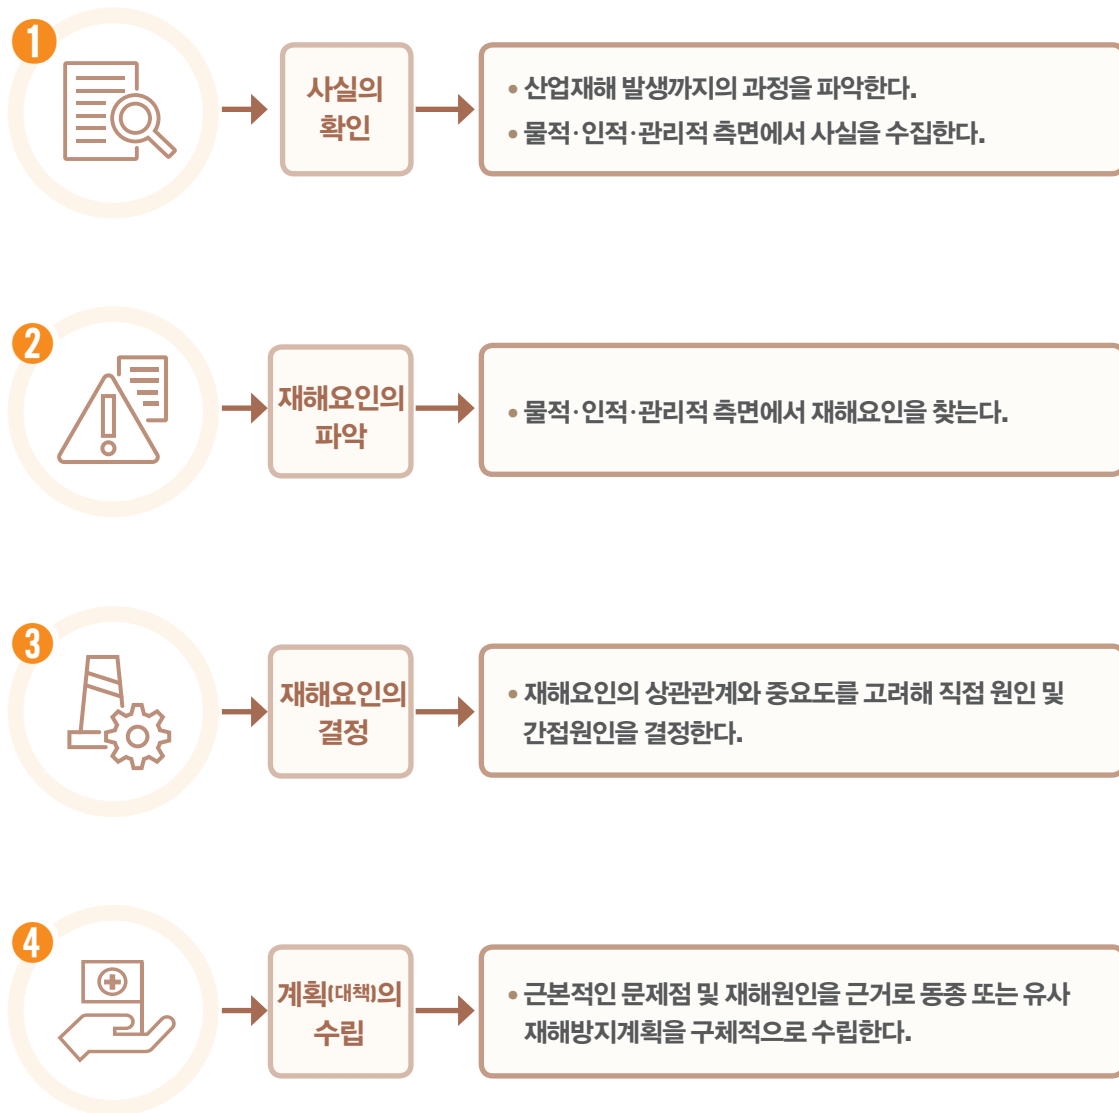 1
사실의
확인
• 산업재해 발생까지의 과정을 파악한다.
• 물적·인적·관리적 측면에서 사실을 수집한다.
2
재해요인의
파악
• 물적·인적·관리적 측면에서 재해요인을 찾는다.
3
재해요인의
결정
• 재해요인의 상관관계와 중요도를 고려해 직접 원인 및
간접원인을 결정한다.
4
계획(대책)의
수립
• 근본적인 문제점 및 재해원인을 근거로 동종 또는 유사
재해방지계획을 구체적으로 수립한다.